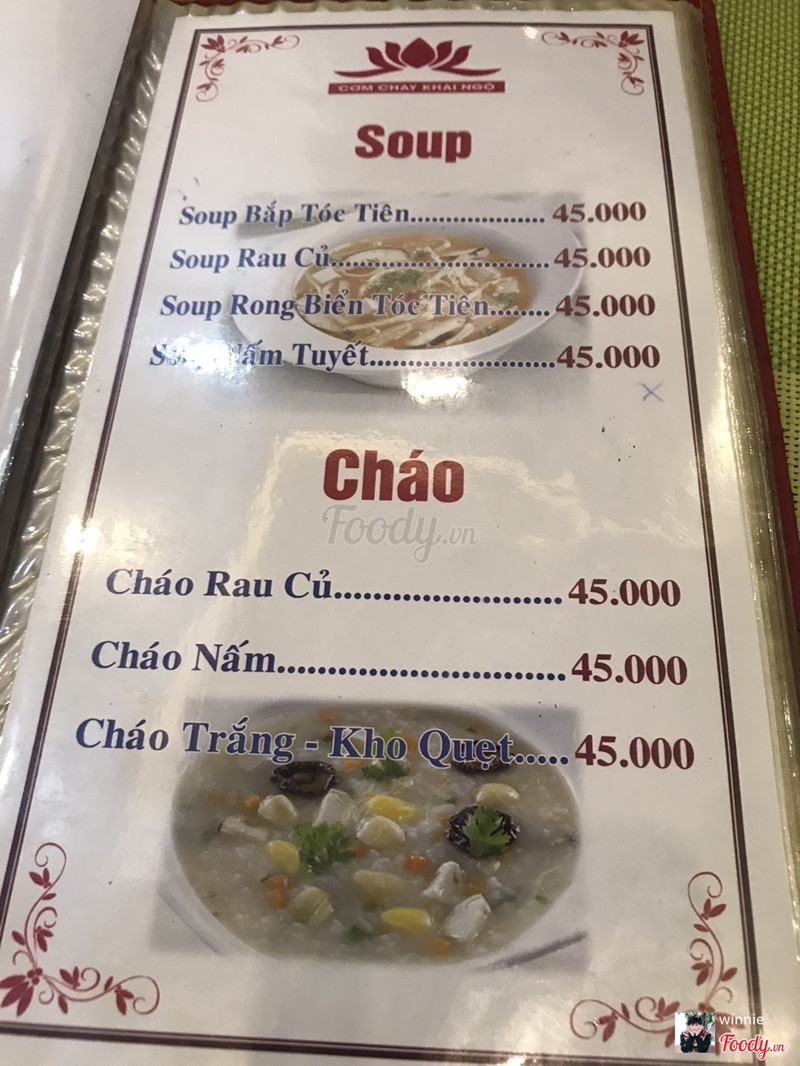 CƠM CHAY KHAI NGỘ
Soup
Soup Bắp Tóc Tiên................... 45.000
Soup Rau Củ...............................45.000
Soup Rong Biển Tóc Tiên........45.000
Nấm Tuyết..........................45.000
Cháo
Foody.vn
Cháo Rau Củ.......................45.000
Cháo Nấm............................45.000
Cháo Trắng - Kho Quẹt.....45.000
winnie
Foody.vn